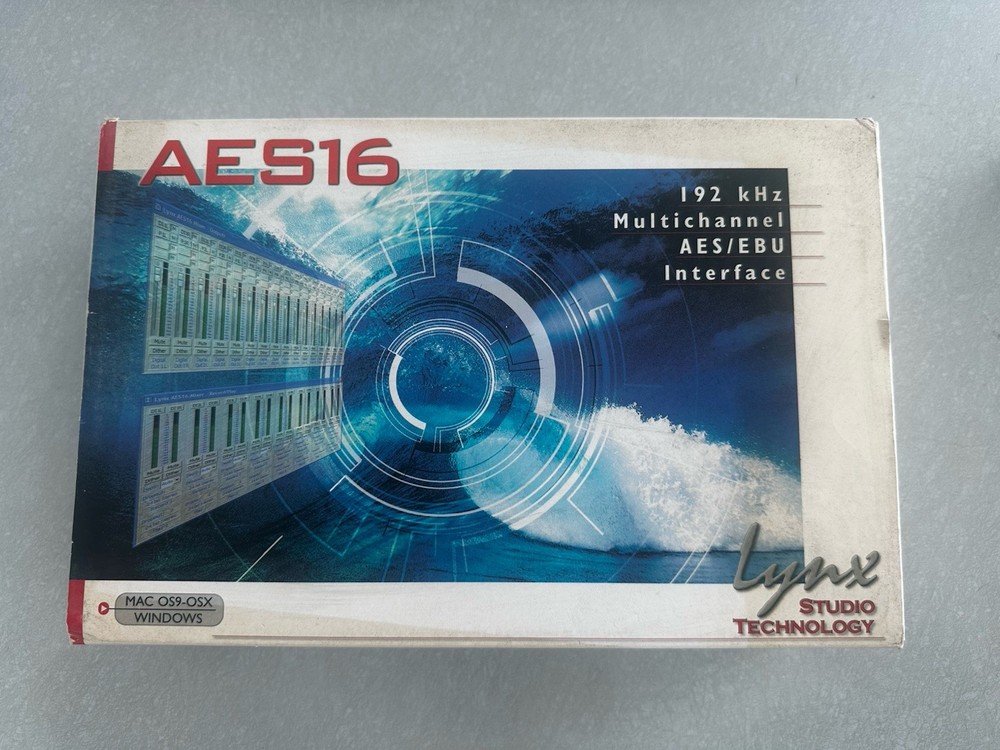 AES16
192 kHz
Multichannel
AES/EBU
Interface
Lynx
STUDIO
TECHNOLOGY
MAC OS9-OSX
WINDOWS